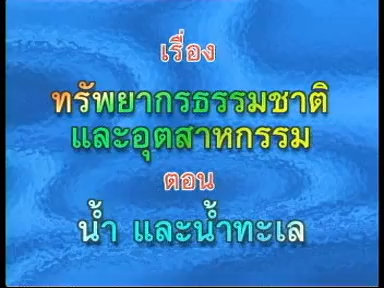 เรื่อง
ทรัพยากรธรรมชาติ
และอุตสาหกรรม
ตอน
น้ำ และน้ำทะเล